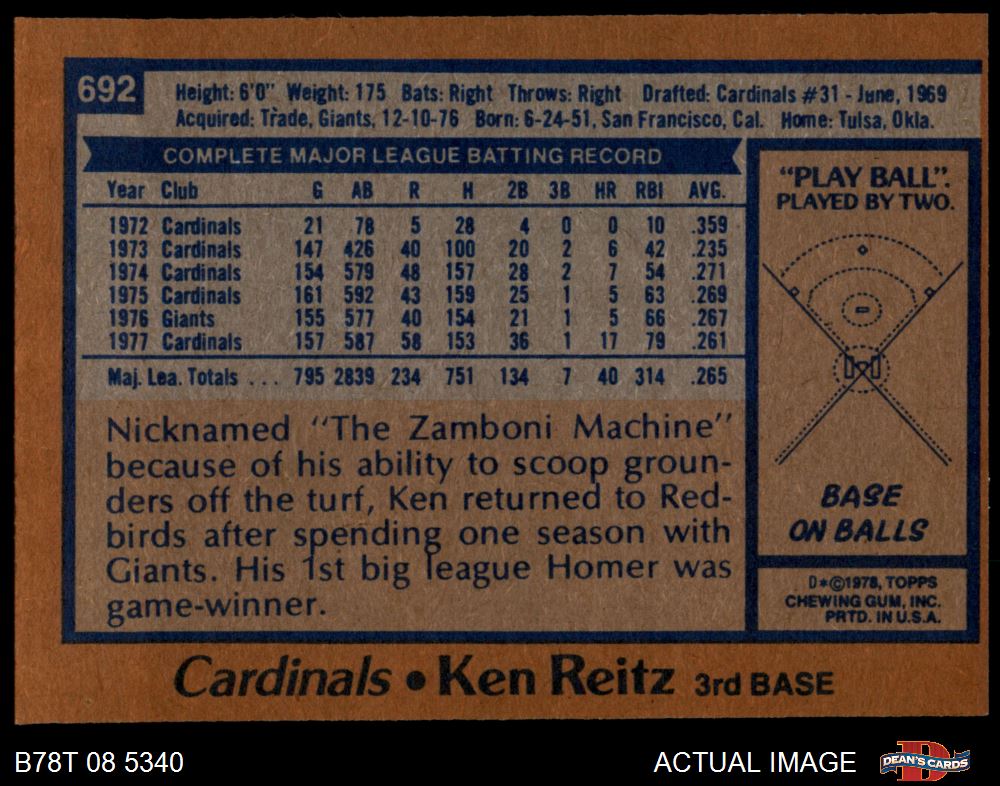 692
Height: 6'0" Weight: 175 Bats: Right Throws: Right Drafted: Cardinals #31 - June, 1969
Acquired: Trade, Giants, 12-10-76 Born: 6-24-51, San Francisco, Cal. Home: Tulsa, Okla.
COMPLETE MAJOR LEAGUE BATTING RECORD
Year Club G AB R H 2B 3B HR RBI AVG.
1972 Cardinals 21 78 5 28 4 0 0 10 .359
1973 Cardinals 147 426 40 100 20 2 6 42 .235
1974 Cardinals 154 579 48 157 28 2 7 54 .271
1975 Cardinals 161 592 43 159 25 1 5 63 .269
1976 Giants 155 577 40 154 21 1 5 66 .267
1977 Cardinals 157 587 58 153 36 1 17 79 .261
Maj. Lea. Totals . . . 795 2839 234 751 134 7 40 314 .265
Nicknamed "The Zamboni Machine"
because of his ability to scoop groun-
ders off the turf, Ken returned to Red-
birds after spending one season with
Giants. His 1st big league Homer was
game-winner.
"PLAY BALL".
PLAYED BY TWO.
BASE
ON BALLS
D*©1978, TOPPS
CHEWING GUM, INC.
PRTD. IN U.S.A.
Cardinals • Ken Reitz 3rd BASE
B78T 08 5340
ACTUAL IMAGE
D
DEAN'S CARDS